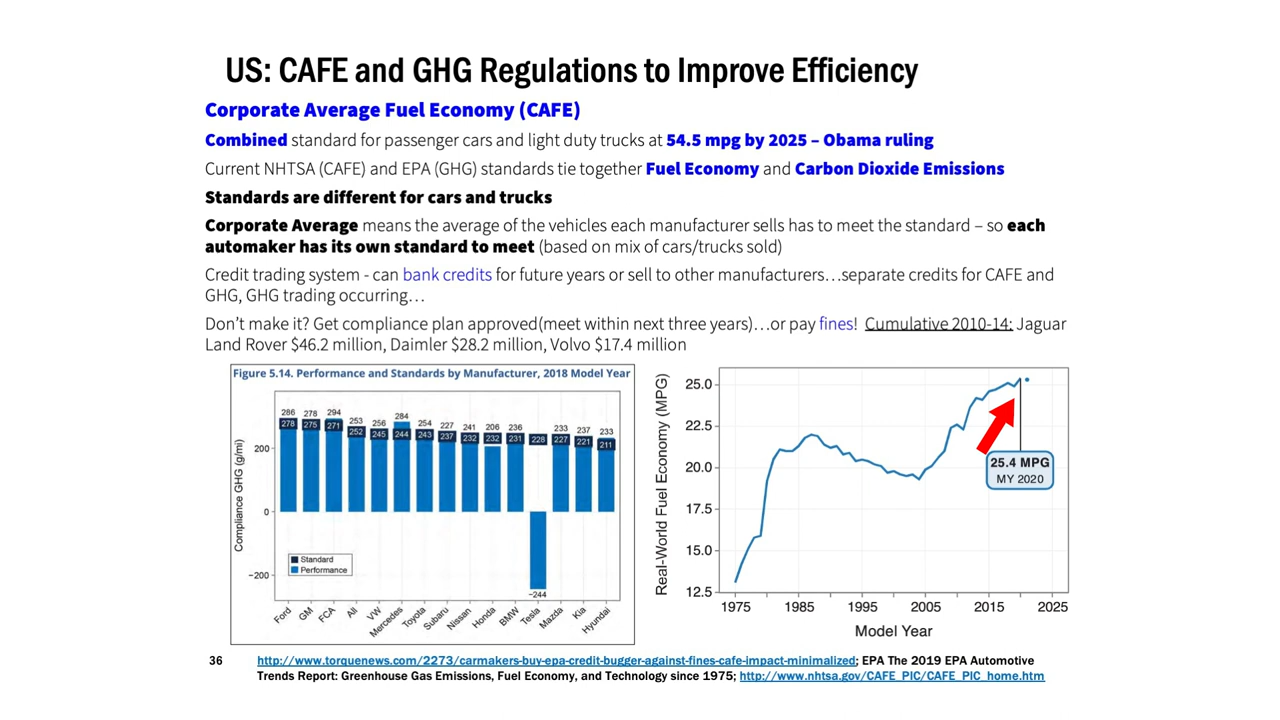 US: CAFE and GHG Regulations to Improve Efficiency
Corporate Average Fuel Economy (CAFE)
Combined standard for passenger cars and light duty trucks at 54.5 mpg by 2025 – Obama ruling
Current NHTSA (CAFE) and EPA (GHG) standards tie together Fuel Economy and Carbon Dioxide Emissions
Standards are different for cars and trucks
Corporate Average means the average of the vehicles each manufacturer sells has to meet the standard – so each
automaker has its own standard to meet (based on mix of cars/trucks sold)
Credit trading system - can bank credits for future years or sell to other manufacturers…separate credits for CAFE and
GHG, GHG trading occurring…
Don't make it? Get compliance plan approved(meet within next three years)…or pay fines! Cumulative 2010-14: Jaguar
Land Rover $46.2 million, Daimler $28.2 million, Volvo $17.4 million
Figure 5.14. Performance and Standards by Manufacturer, 2018 Model Year
Compliance GHG (g/mi)
200
0
−200
286 278 294 253 256 284 254 227 241 206 236 233 237 233
278 275 271 252 245 244 243 237 232 232 231 228 227 221 211
−244
Standard
Performance
Ford GM FCA All VW Mercedes Toyota Subaru Nissan Honda BMW Tesla Mazda Kia Hyundai
Real-World Fuel Economy (MPG)
25.0
22.5
20.0
17.5
15.0
12.5
25.4 MPG
MY 2020
1975 1985 1995 2005 2015 2025
Model Year
36
http://www.torquenews.com/2273/carmakers-buy-epa-credit-bugger-against-fines-cafe-impact-minimalized; EPA The 2019 EPA Automotive
Trends Report: Greenhouse Gas Emissions, Fuel Economy, and Technology since 1975; http://www.nhtsa.gov/CAFE_PIC/CAFE_PIC_home.htm